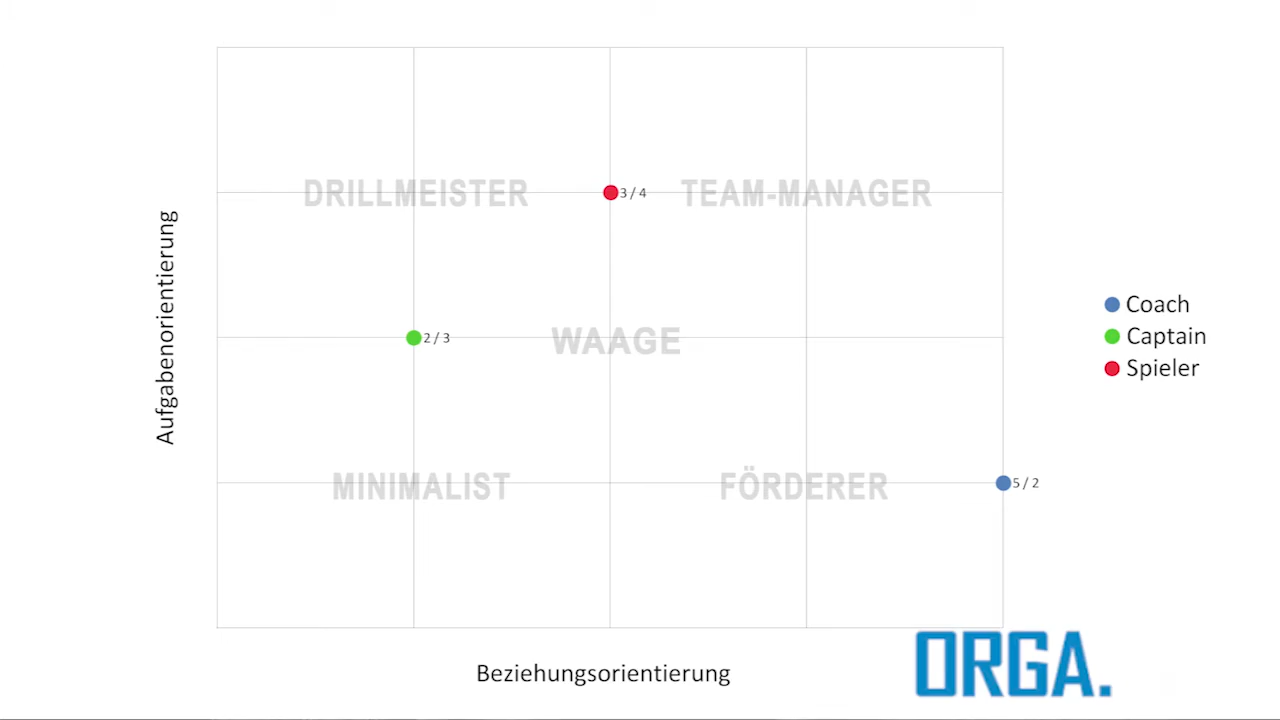 DRILLMEISTER
3 / 4
TEAM-MANAGER
Aufgabenorientierung
Coach
2 / 3
WAAGE
Captain
Spieler
MINIMALIST
FÖRDERER
5 / 2
Beziehungsorientierung
ORGA.